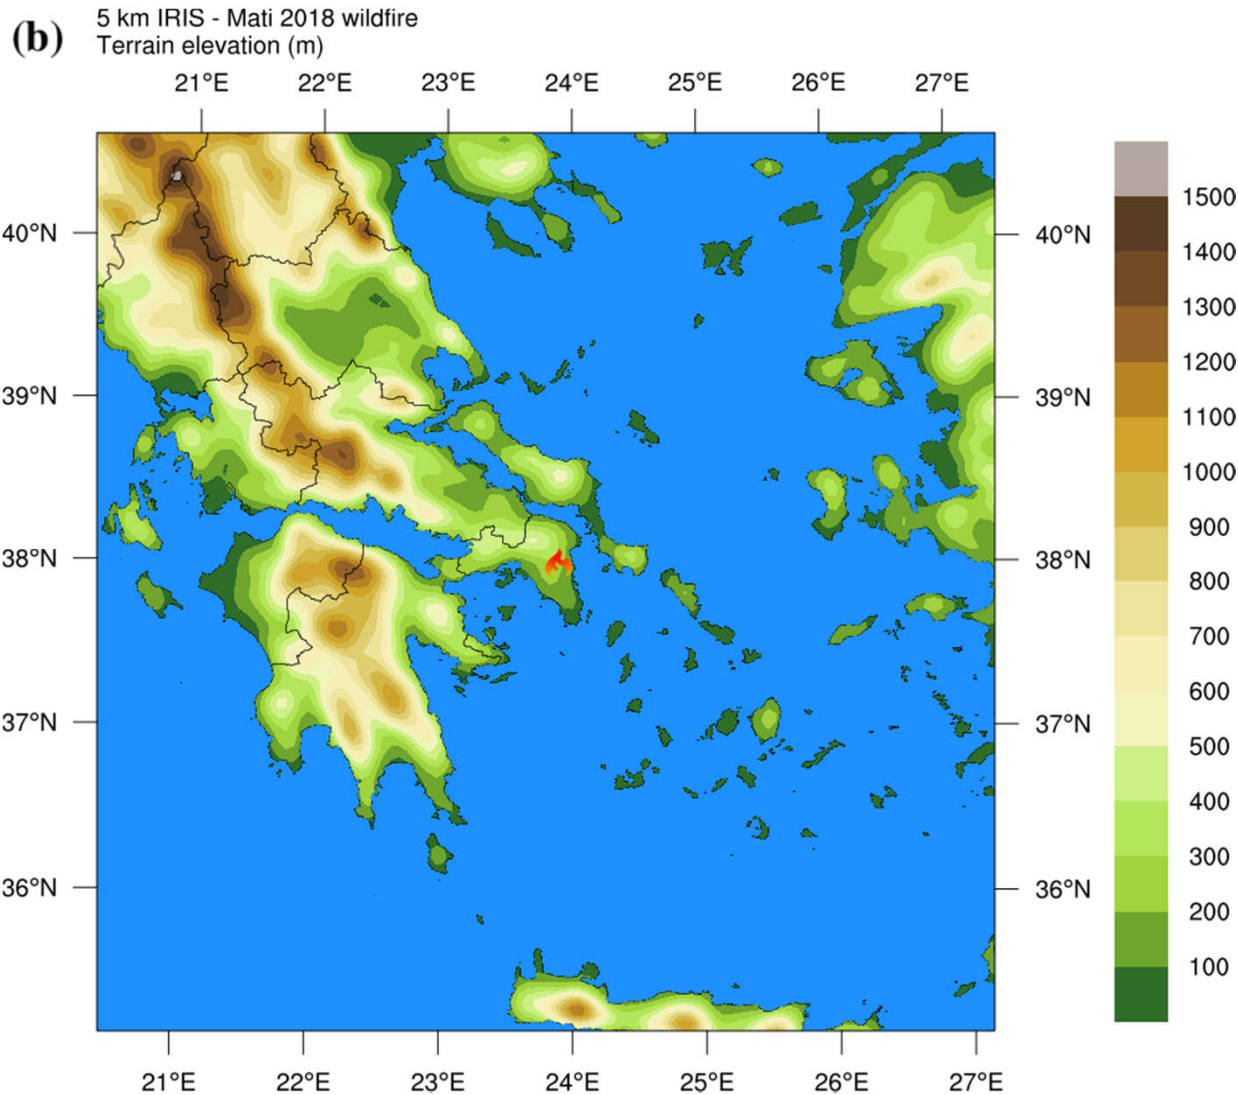 (b)
5 km IRIS - Mati 2018 wildfire
Terrain elevation (m)
21°E 22°E 23°E 24°E 25°E 26°E 27°E
40°N 40°N
39°N 39°N
38°N 38°N
37°N 37°N
36°N 36°N
21°E 22°E 23°E 24°E 25°E 26°E 27°E
1500
1400
1300
1200
1100
1000
900
800
700
600
500
400
300
200
100